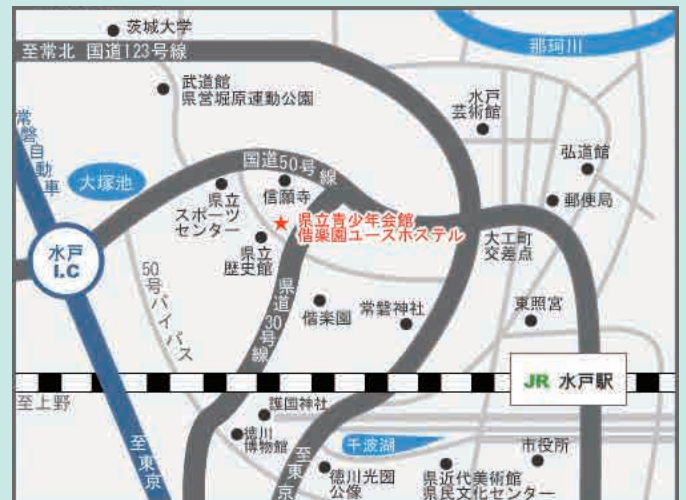 茨城大学
至常北 国道123号線
那珂川
武道館
県営堀原運動公園
水戸
芸術館
常磐自動車
大塚池
国道50号線
弘道館
県立
スポーツ
センター
信願寺
郵便局
★県立青少年会館
偕楽園ユースホステル
大工町
交差点
水戸
I.C
県立
歴史館
50号バイパス
県道30号線
偕楽園
常磐神社
東照宮
JR 水戸駅
至上野
護国神社
徳川
博物館
千波湖
市役所
至東京
至東京
徳川光圀
公像
県近代美術館
県民文化センター